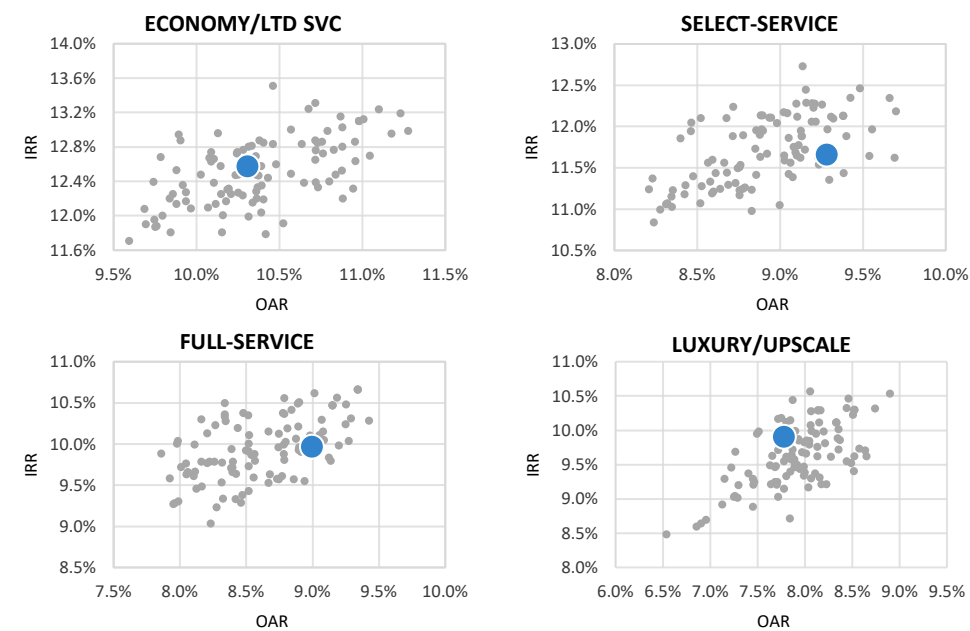 ECONOMY/LTD SVC
14.0%
13.6%
13.2%
12.8%
12.4%
12.0%
11.6%
IRR
9.5% 10.0% 10.5% 11.0% 11.5%
OAR
SELECT-SERVICE
13.0%
12.5%
12.0%
11.5%
11.0%
10.5%
IRR
8.0% 8.5% 9.0% 9.5% 10.0%
OAR
FULL-SERVICE
11.0%
10.5%
10.0%
9.5%
9.0%
8.5%
IRR
7.5% 8.0% 8.5% 9.0% 9.5% 10.0%
OAR
LUXURY/UPSCALE
11.0%
10.5%
10.0%
9.5%
9.0%
8.5%
8.0%
IRR
6.0% 6.5% 7.0% 7.5% 8.0% 8.5% 9.0% 9.5%
OAR